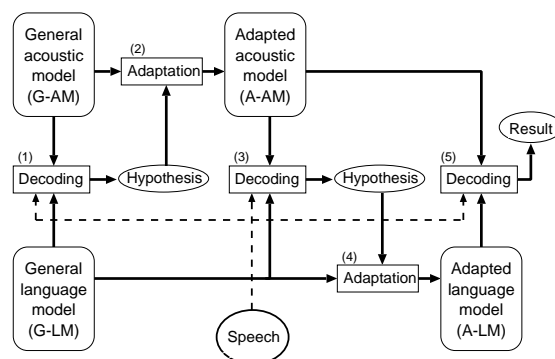 General
acoustic
model
(G-AM)
(2)
Adaptation
Adapted
acoustic
model
(A-AM)
Result
(1)
Decoding
Hypothesis
(3)
Decoding
Hypothesis
(5)
Decoding
General
language
model
(G-LM)
(4)
Adaptation
Adapted
language
model
(A-LM)
Speech